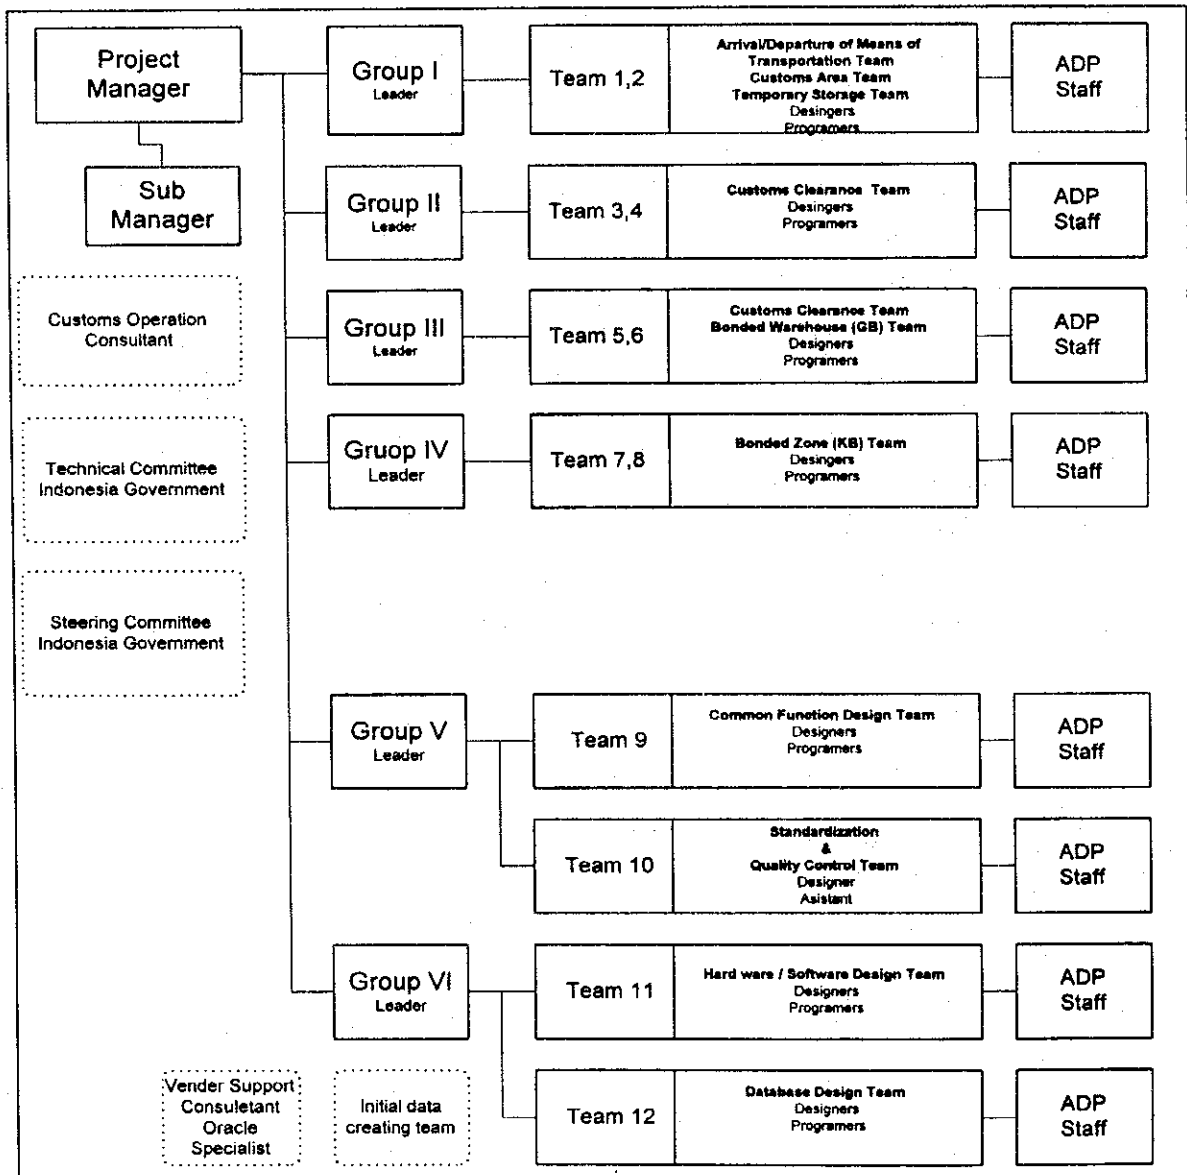 Project
Manager
Sub
Manager
Customs Operation
Consultant
Technical Committee
Indonesia Government
Steering Committee
Indonesia Government
Group I
Leader
Team 1,2
Arrival/Departure of Means of
Transportation Team
Customs Area Team
Temporary Storage Team
Desingers
Programers
ADP
Staff
Group II
Leader
Team 3,4
Customs Clearance Team
Desingers
Programers
ADP
Staff
Group III
Leader
Team 5,6
Customs Clearance Team
Bonded Warehouse (GB) Team
Designers
Programers
ADP
Staff
Gruop IV
Leader
Team 7,8
Bonded Zone (KB) Team
Desingers
Programers
ADP
Staff
Group V
Leader
Team 9
Common Function Design Team
Designers
Programers
ADP
Staff
Team 10
Standardization
&
Quality Control Team
Designer
Asistant
ADP
Staff
Group VI
Leader
Team 11
Hard ware / Software Design Team
Designers
Programers
ADP
Staff
Team 12
Database Design Team
Designers
Programers
ADP
Staff
Vender Support
Consuletant
Oracle
Specialist
Initial data
creating team